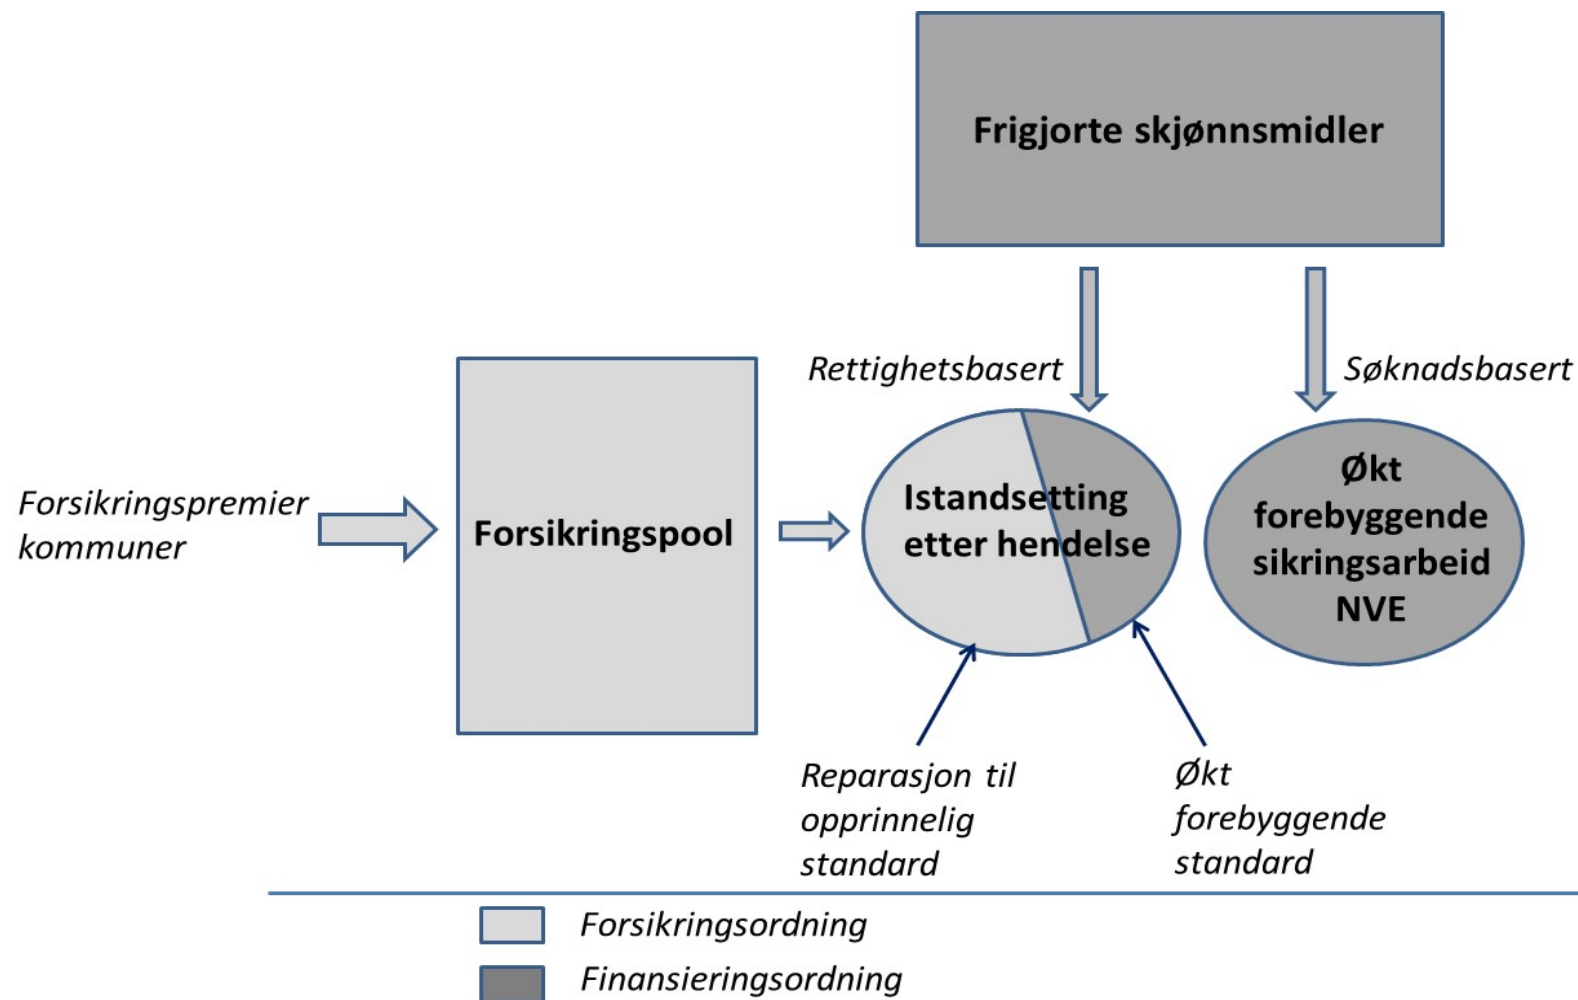 Frigjorte skjønnsmidler
Rettighetsbasert
Søknadsbasert
Forsikringspremier
kommuner
Forsikringspool
Istandsetting
etter hendelse
Økt
forebyggende
sikringsarbeid
NVE
Reparasjon til
opprinnelig
standard
Økt
forebyggende
standard
Forsikringsordning
Finansieringsordning